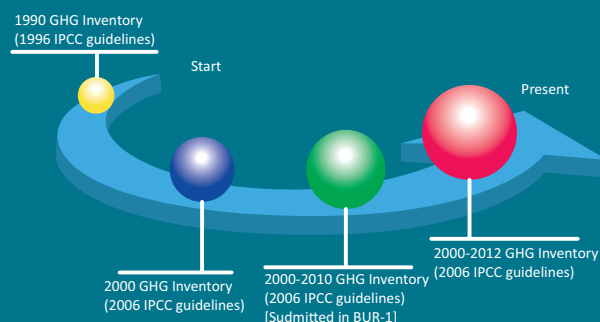 1990 GHG Inventory
(1996 IPCC guidelines)
Start
Present
2000 GHG Inventory
(2006 IPCC guidelines)
2000-2010 GHG Inventory
(2006 IPCC guidelines)
[Sudmitted in BUR-1]
2000-2012 GHG Inventory
(2006 IPCC guidelines)